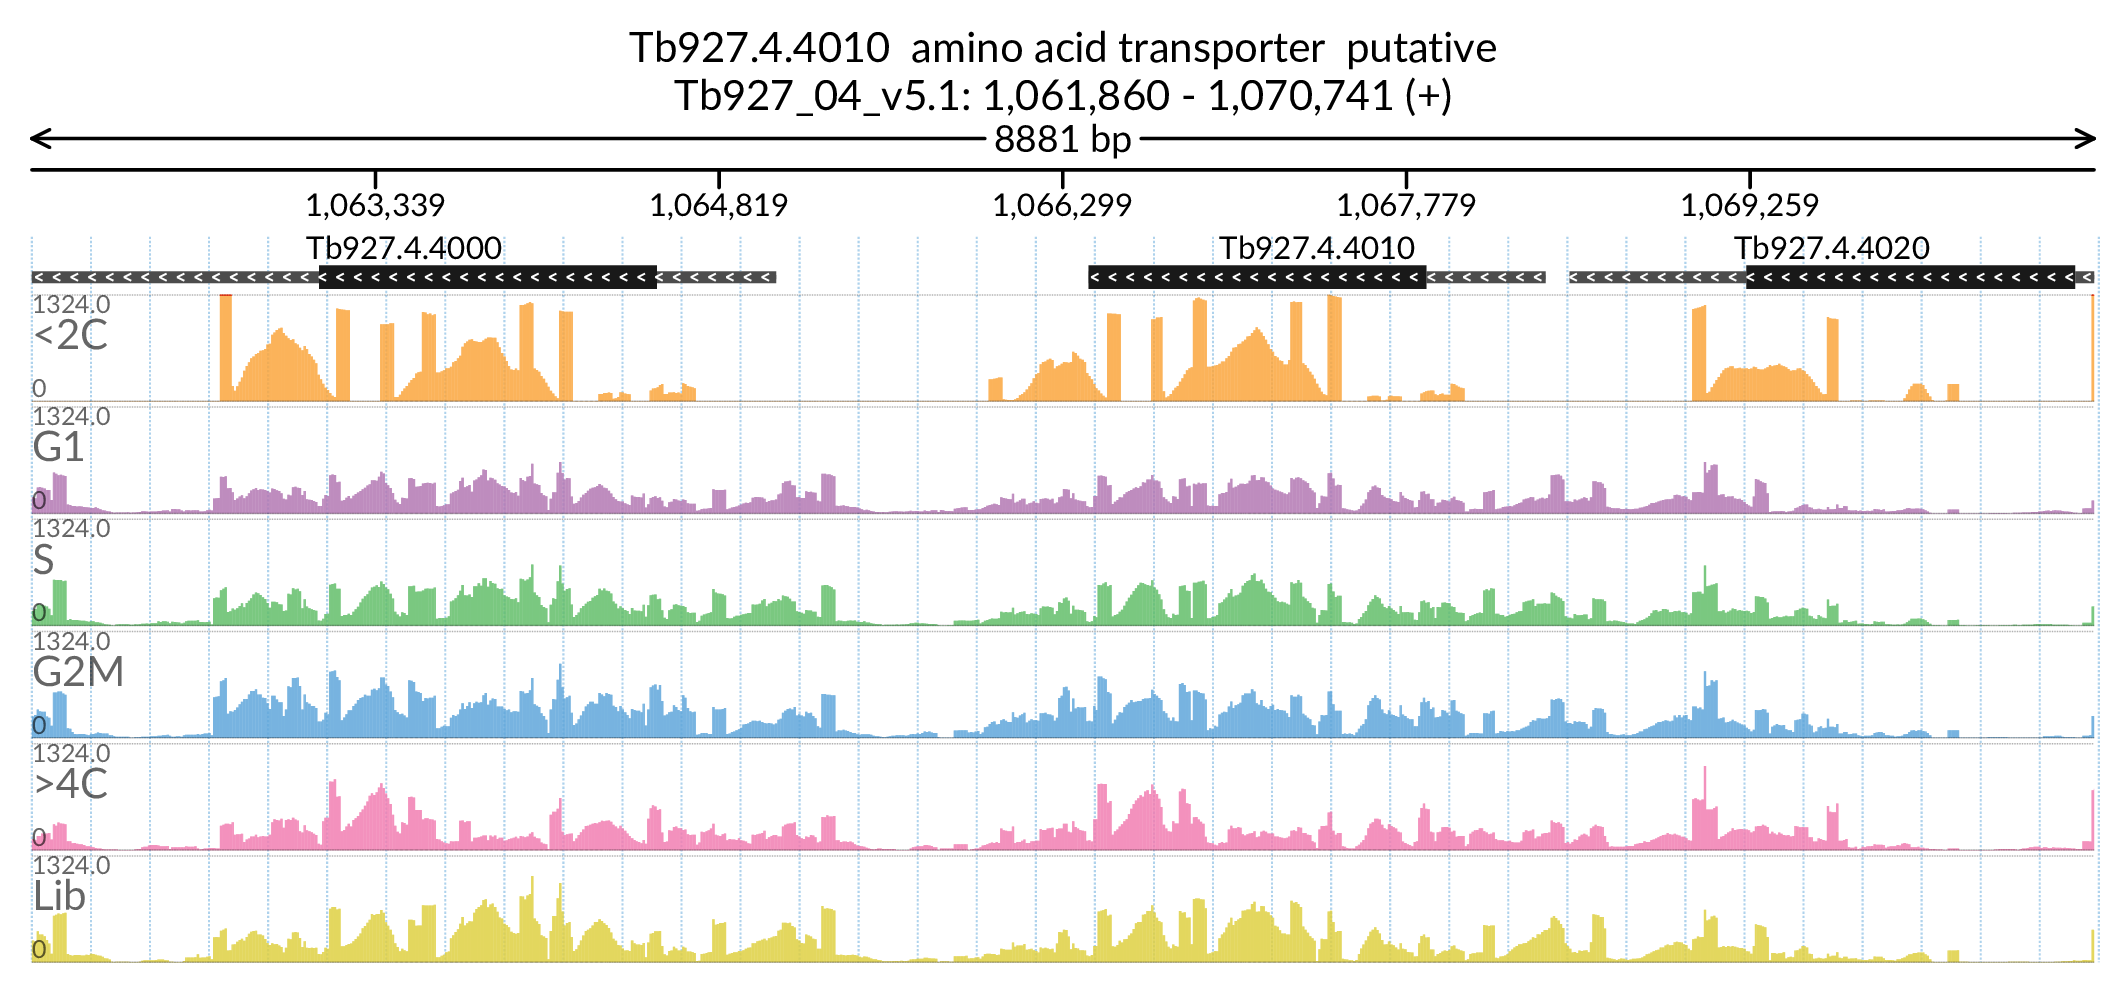 Tb927.4.4010  amino acid transporter  putative
Tb927_04_v5.1: 1,061,860 - 1,070,741 (+)
8881 bp
1,063,339 1,064,819 1,066,299 1,067,779 1,069,259
Tb927.4.4000 Tb927.4.4010 Tb927.4.4020
1324.0
<2C
0
1324.0
G1
0
1324.0
S
0
1324.0
G2M
0
1324.0
>4C
0
1324.0
Lib
0